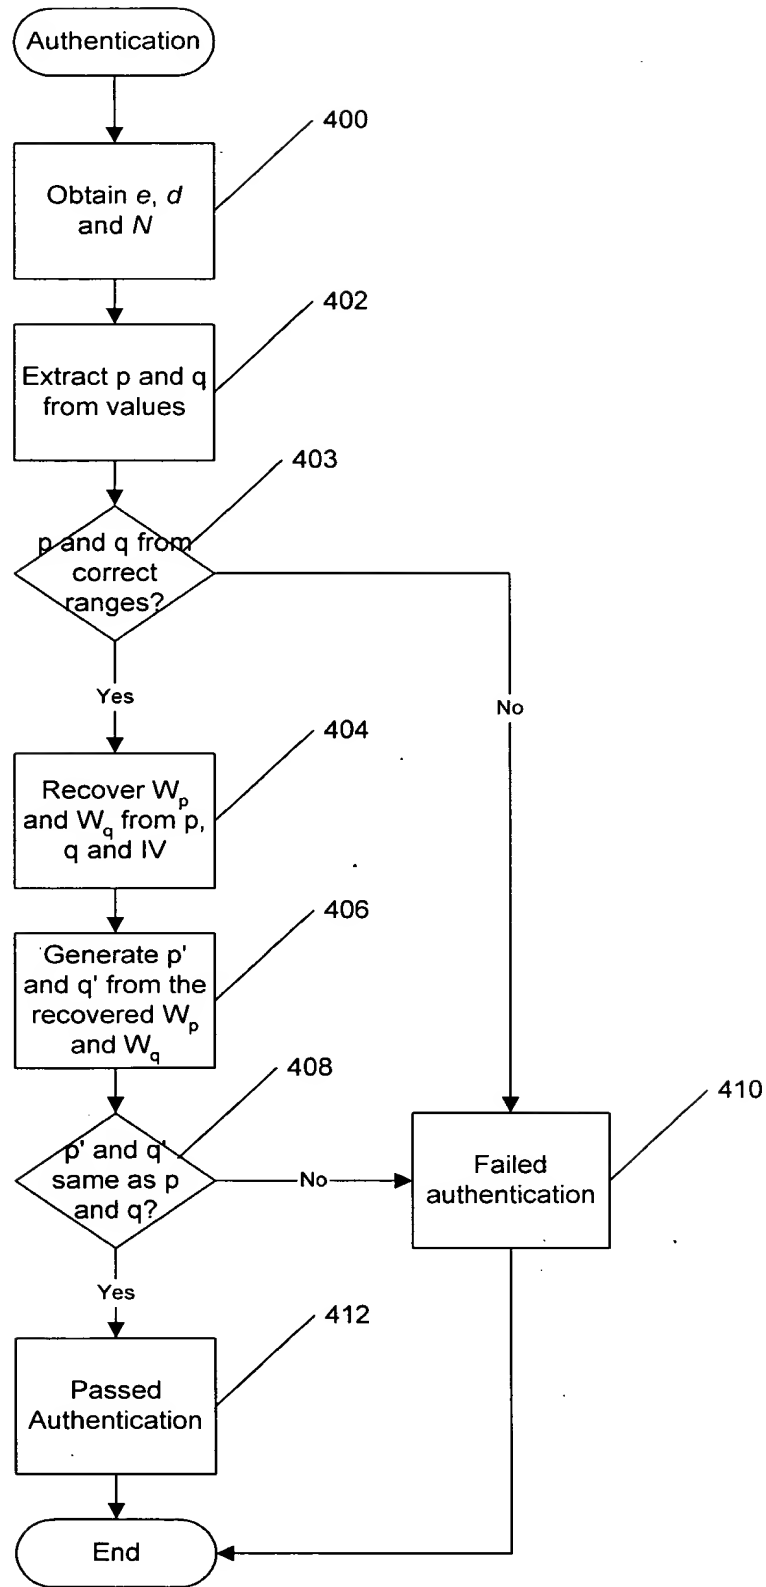 Authentication
400
Obtain e, d
and N
402
Extract p and q
from values
403
p and q from
correct
ranges?
Yes
No
404
Recover Wp
and Wq from p,
q and IV
406
Generate p' 
and q' from the
recovered Wp
and Wq
408
p' and q'
same as p
and q?
No
410
Failed
authentication
Yes
412
Passed
Authentication
End